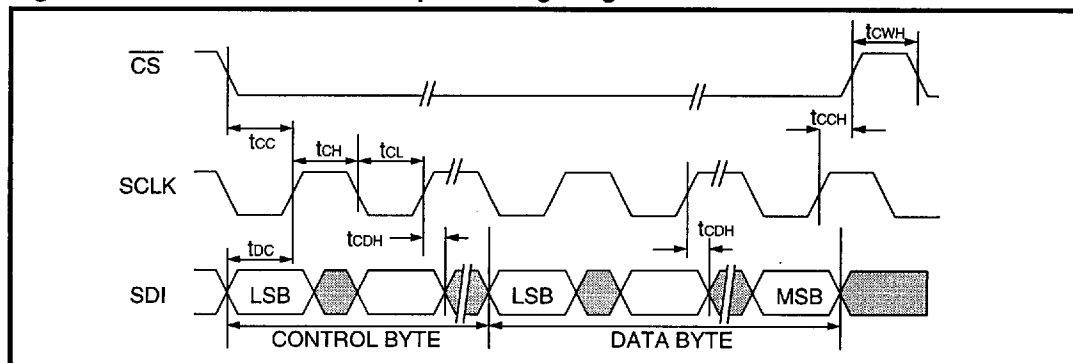 tCWH
CS
tCCH
tCC
tCH
tCL
SCLK
tCDH
tCDH
tDC
SDI
LSB
LSB
MSB
CONTROL BYTE
DATA BYTE